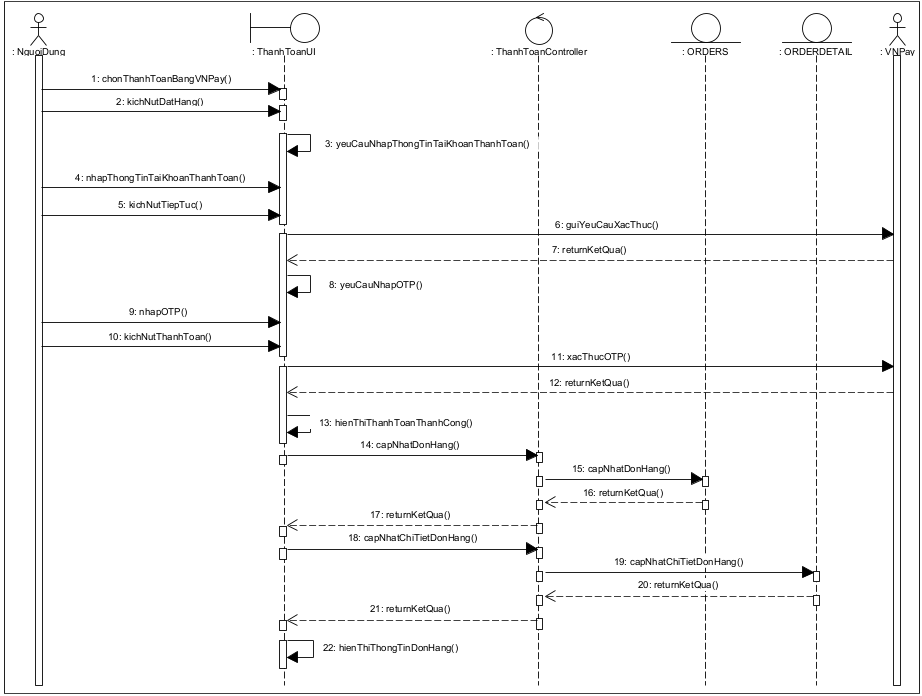 : NguoiDung
: ThanhToanUI
: ThanhToanController
: ORDERS
: ORDERDETAIL
: VNPay
1: chonThanhToanBangVNPay()
2: kichNutDatHang()
3: yeuCauNhapThongTinTaiKhoanThanhToan()
4: nhapThongTinTaiKhoanThanhToan()
5: kichNutTiepTuc()
6: guiYeuCauXacThuc()
7: returnKetQua()
8: yeuCauNhapOTP()
9: nhapOTP()
10: kichNutThanhToan()
11: xacThucOTP()
12: returnKetQua()
13: hienThiThanhToanThanhCong()
14: capNhatDonHang()
15: capNhatDonHang()
16: returnKetQua()
17: returnKetQua()
18: capNhatChiTietDonHang()
19: capNhatChiTietDonHang()
20: returnKetQua()
21: returnKetQua()
22: hienThiThongTinDonHang()